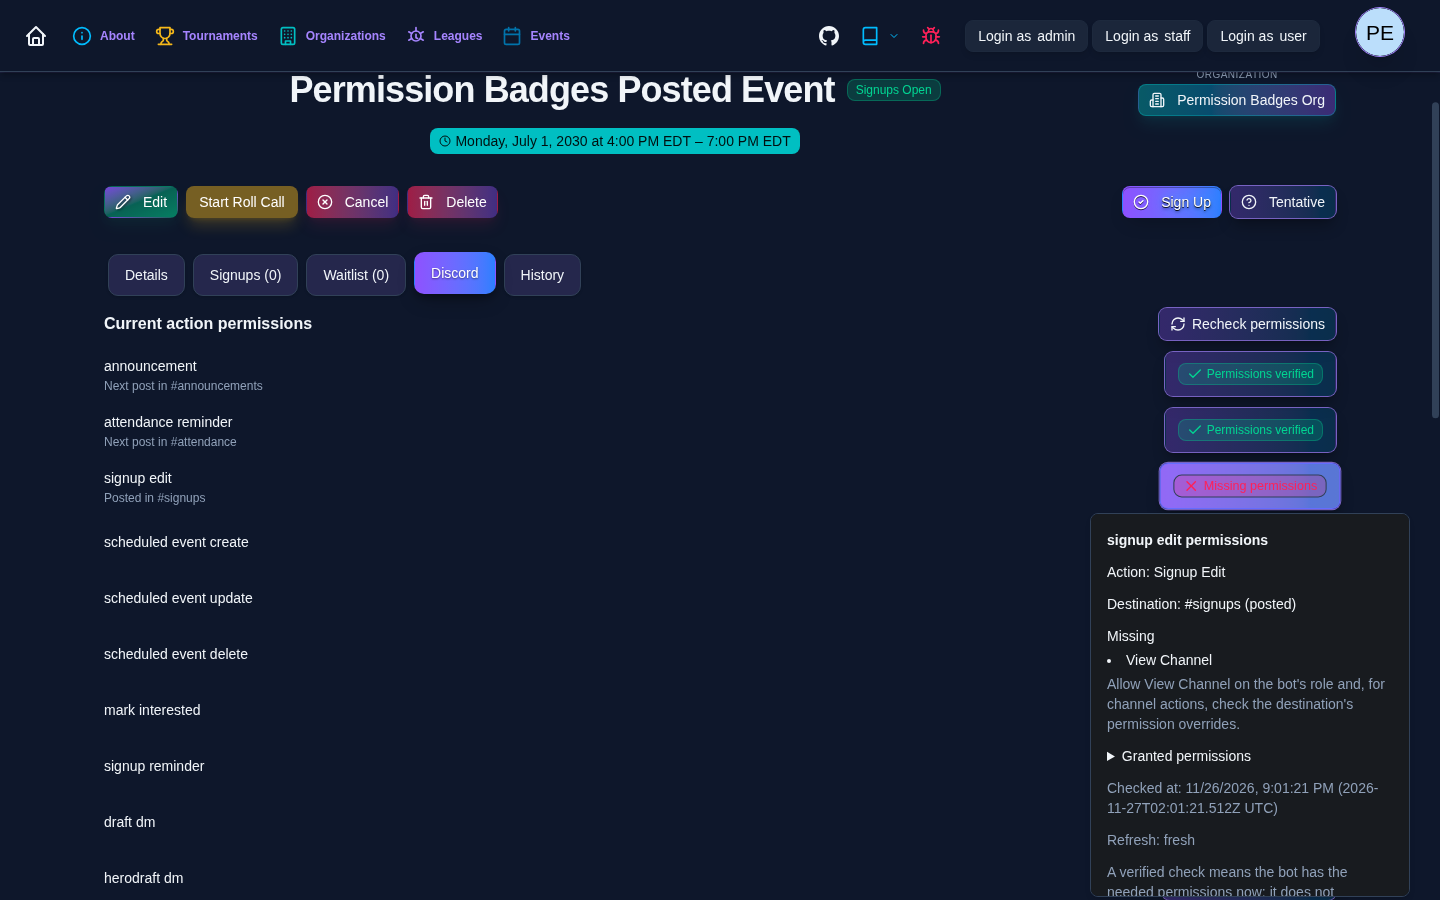 About
Tournaments
Organizations
Leagues
Events
Login as admin
Login as staff
Login as user
PE
Permission Badges Posted Event
Signups Open
ORGANIZATION
Permission Badges Org
Monday, July 1, 2030 at 4:00 PM EDT – 7:00 PM EDT
Edit
Start Roll Call
Cancel
Delete
Sign Up
Tentative
Details
Signups (0)
Waitlist (0)
Discord
History
Current action permissions
Recheck permissions
announcement
Next post in #announcements
Permissions verified
attendance reminder
Next post in #attendance
Permissions verified
signup edit
Posted in #signups
Missing permissions
scheduled event create
scheduled event update
scheduled event delete
mark interested
signup reminder
draft dm
herodraft dm
signup edit permissions
Action: Signup Edit
Destination: #signups (posted)
Missing
• View Channel
Allow View Channel on the bot's role and, for
channel actions, check the destination's
permission overrides.
Granted permissions
Checked at: 11/26/2026, 9:01:21 PM (2026-
11-27T02:01:21.512Z UTC)
Refresh: fresh
A verified check means the bot has the
needed permissions now; it does not